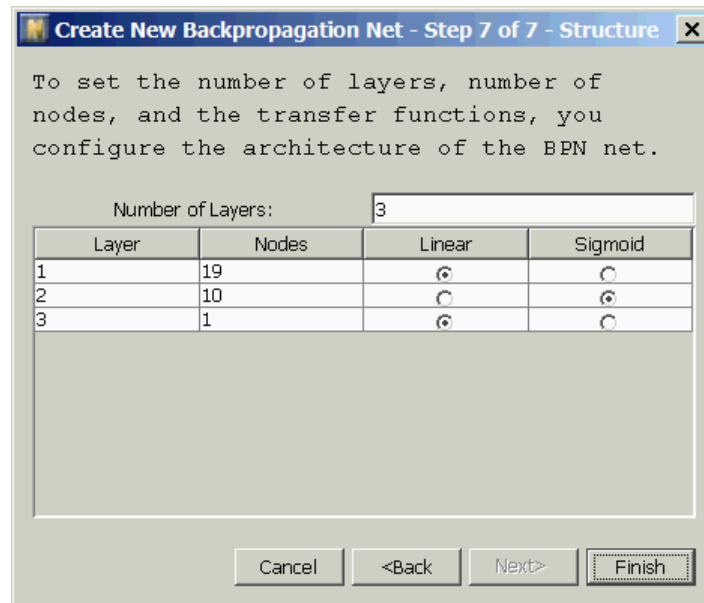 Create New Backpropagation Net - Step 7 of 7 - Structure
To set the number of layers, number of
nodes, and the transfer functions, you
configure the architecture of the BPN net.
Number of Layers: 3
Layer Nodes Linear Sigmoid
1 19
2 10
3 1
Cancel <Back Next> Finish